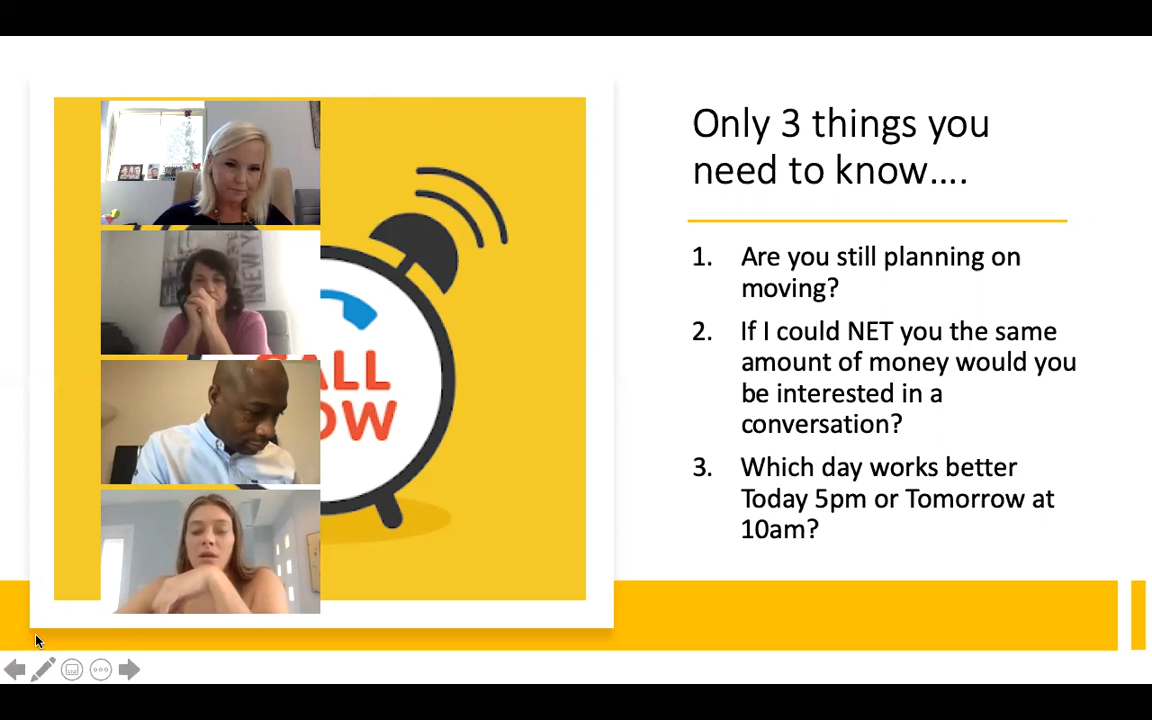 Only 3 things you
need to know….
1. Are you still planning on
moving?
2. If I could NET you the same
amount of money would you
be interested in a
conversation?
3. Which day works better
Today 5pm or Tomorrow at
10am?